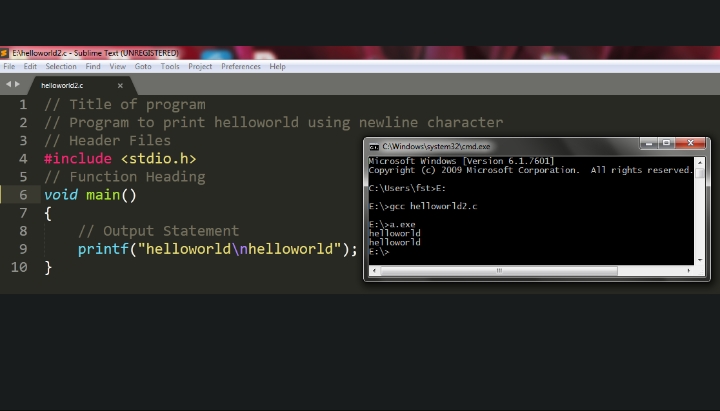 E:\helloworld2.c - Sublime Text (UNREGISTERED)
File Edit Selection Find View Goto Tools Project Preferences Help
helloworld2.c x
1 // Title of program
2 // Program to print helloworld using newline character
3 // Header Files
4 #include <stdio.h>
5 // Function Heading
6 void main()
7 {
8 // Output Statement
9 printf("helloworld\nhelloworld");
10 }
C:\Windows\system32\cmd.exe
Microsoft Windows [Version 6.1.7601]
Copyright (c) 2009 Microsoft Corporation. All rights reserved.
C:\Users\fst>E:
E:\>gcc helloworld2.c
E:\>a.exe
helloworld
helloworld
E:\>